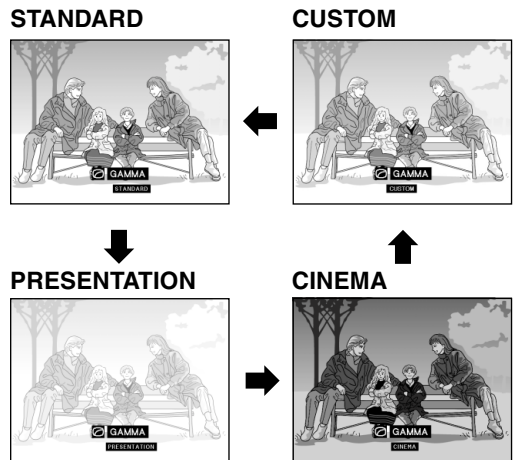 STANDARD
CUSTOM
GAMMA
STANDARD
GAMMA
CUSTOM
PRESENTATION
CINEMA
GAMMA
PRESENTATION
GAMMA
CINEMA